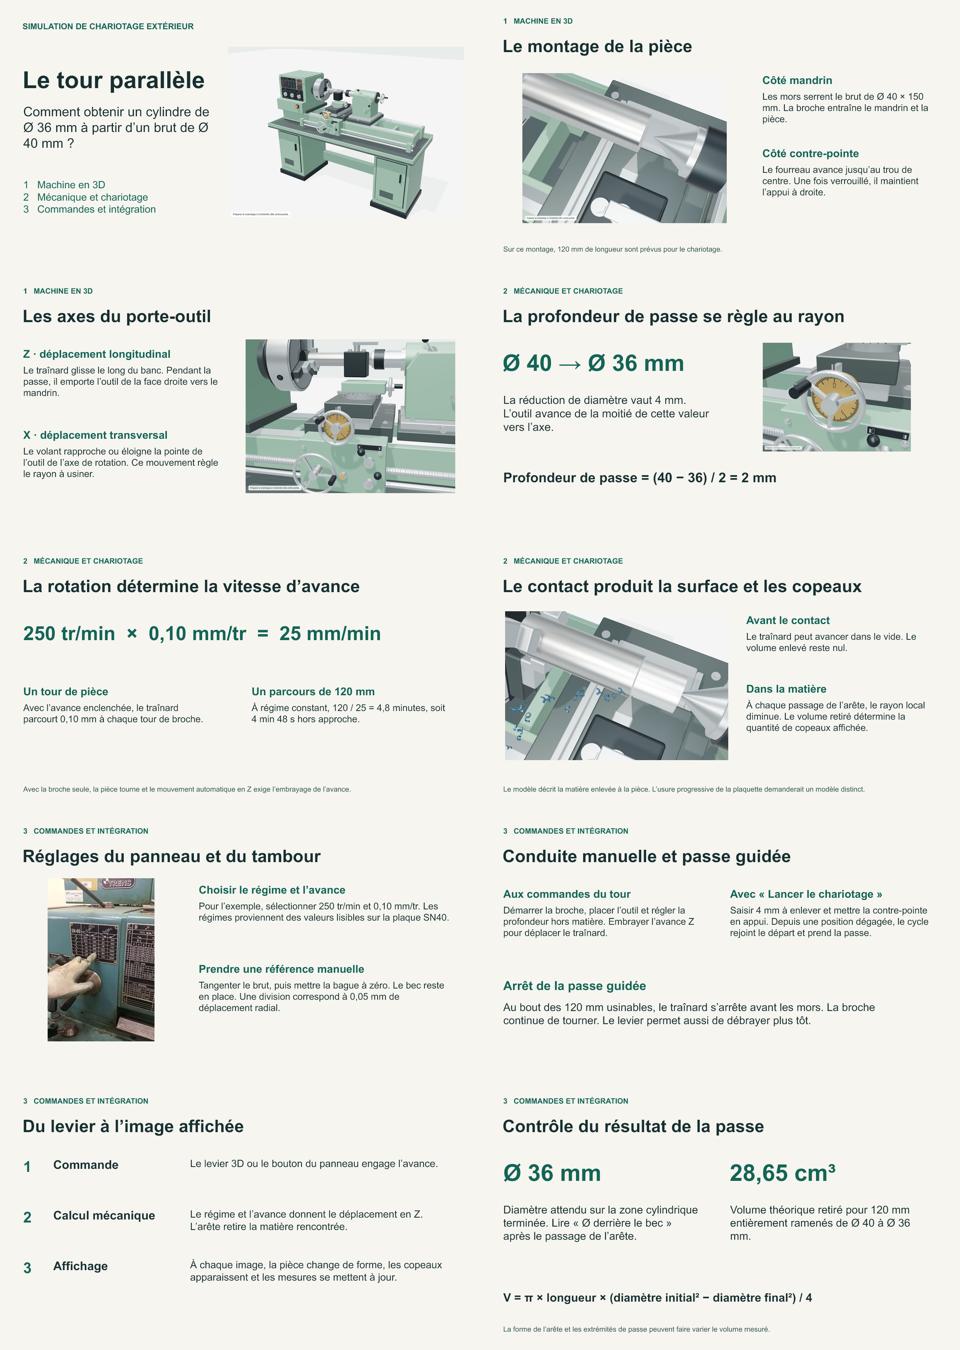 SIMULATION DE CHARIOTAGE EXTÉRIEUR
Le tour parallèle
Comment obtenir un cylindre de
Ø 36 mm à partir d’un brut de Ø
40 mm ?
1 Machine en 3D
2 Mécanique et chariotage
3 Commandes et intégration
1 MACHINE EN 3D
Le montage de la pièce
Côté mandrin
Les mors serrent le brut de Ø 40 × 150
mm. La broche entraîne le mandrin et la
pièce.
Côté contre-pointe
Le fourreau avance jusqu’au trou de
centre. Une fois verrouillé, il maintient
l’appui à droite.
Sur ce montage, 120 mm de longueur sont prévus pour le chariotage.
1 MACHINE EN 3D
Les axes du porte-outil
Z · déplacement longitudinal
Le traînard glisse le long du banc. Pendant la
passe, il emporte l’outil de la face droite vers le
mandrin.
X · déplacement transversal
Le volant rapproche ou éloigne la pointe de
l’outil de l’axe de rotation. Ce mouvement règle
le rayon à usiner.
2 MÉCANIQUE ET CHARIOTAGE
La profondeur de passe se règle au rayon
Ø 40 → Ø 36 mm
La réduction de diamètre vaut 4 mm.
L’outil avance de la moitié de cette valeur
vers l’axe.
Profondeur de passe = (40 − 36) / 2 = 2 mm
2 MÉCANIQUE ET CHARIOTAGE
La rotation détermine la vitesse d’avance
250 tr/min × 0,10 mm/tr = 25 mm/min
Un tour de pièce
Avec l’avance enclenchée, le traînard
parcourt 0,10 mm à chaque tour de broche.
Un parcours de 120 mm
À régime constant, 120 / 25 = 4,8 minutes, soit
4 min 48 s hors approche.
Avec la broche seule, la pièce tourne et le mouvement automatique en Z exige l’embrayage de l’avance.
2 MÉCANIQUE ET CHARIOTAGE
Le contact produit la surface et les copeaux
Avant le contact
Le traînard peut avancer dans le vide. Le
volume enlevé reste nul.
Dans la matière
À chaque passage de l’arête, le rayon local
diminue. Le volume retiré détermine la
quantité de copeaux affichée.
Le modèle décrit la matière enlevée à la pièce. L’usure progressive de la plaquette demanderait un modèle distinct.
3 COMMANDES ET INTÉGRATION
Réglages du panneau et du tambour
Choisir le régime et l’avance
Pour l’exemple, sélectionner 250 tr/min et 0,10 mm/tr. Les
régimes proviennent des valeurs lisibles sur la plaque SN40.
Prendre une référence manuelle
Tangenter le brut, puis mettre la bague à zéro. Le bec reste
en place. Une division correspond à 0,05 mm de
déplacement radial.
3 COMMANDES ET INTÉGRATION
Conduite manuelle et passe guidée
Aux commandes du tour
Démarrer la broche, placer l’outil et régler la
profondeur hors matière. Embrayer l’avance Z
pour déplacer le traînard.
Avec « Lancer le chariotage »
Saisir 4 mm à enlever et mettre la contre-pointe
en appui. Depuis une position dégagée, le cycle
rejoint le départ et prend la passe.
Arrêt de la passe guidée
Au bout des 120 mm usinables, le traînard s’arrête avant les mors. La broche
continue de tourner. Le levier permet aussi de débrayer plus tôt.
3 COMMANDES ET INTÉGRATION
Du levier à l’image affichée
1 Commande
Le levier 3D ou le bouton du panneau engage l’avance.
2 Calcul mécanique
Le régime et l’avance donnent le déplacement en Z.
L’arête retire la matière rencontrée.
3 Affichage
À chaque image, la pièce change de forme, les copeaux
apparaissent et les mesures se mettent à jour.
3 COMMANDES ET INTÉGRATION
Contrôle du résultat de la passe
Ø 36 mm
Diamètre attendu sur la zone cylindrique
terminée. Lire « Ø derrière le bec »
après le passage de l’arête.
28,65 cm³
Volume théorique retiré pour 120 mm
entièrement ramenés de Ø 40 à Ø 36
mm.
V = π × longueur × (diamètre initial² − diamètre final²) / 4
La forme de l’arête et les extrémités de passe peuvent faire varier le volume mesuré.